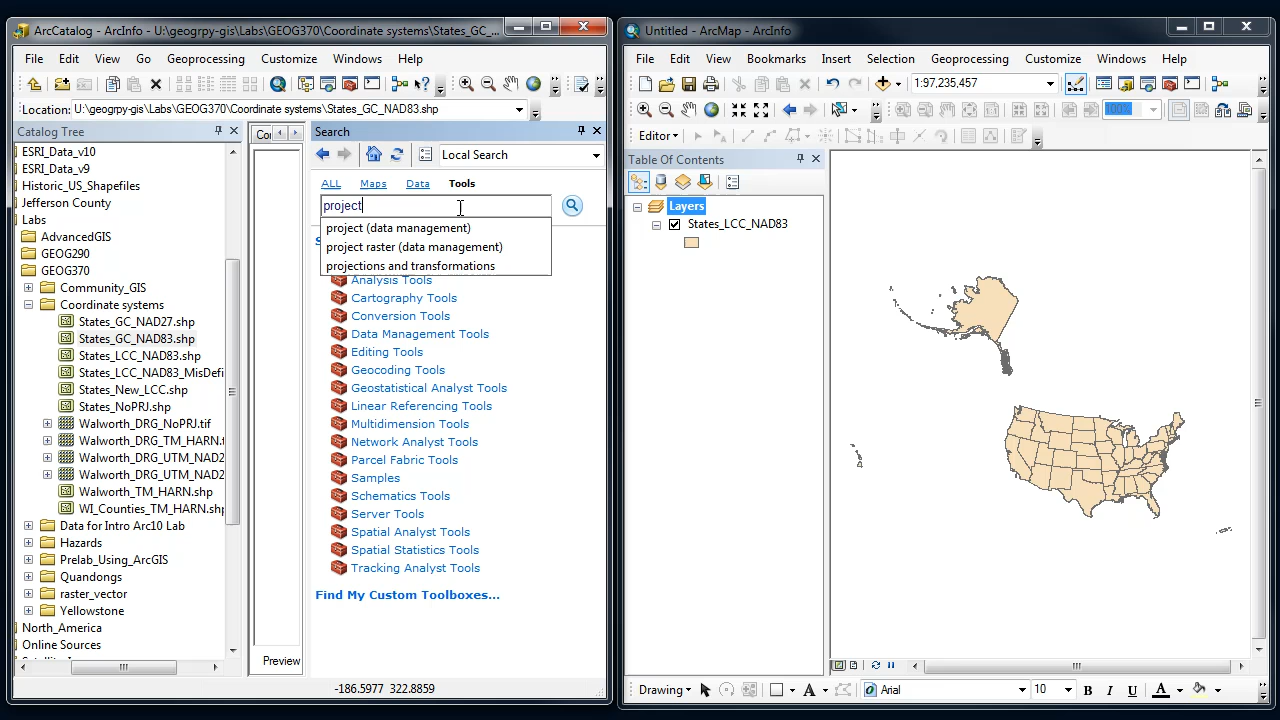 ArcCatalog - ArcInfo - U:\geogrpy-gis\Labs\GEOG370\Coordinate systems\States_GC_...
File Edit View Go Geoprocessing Customize Windows Help
Location: U:\geogrpy-gis\Labs\GEOG370\Coordinate systems\States_GC_NAD83.shp
Catalog Tree
ESRI_Data_v10
ESRI_Data_v9
Historic_US_Shapefiles
Jefferson County
Labs
AdvancedGIS
GEOG290
GEOG370
Community_GIS
Coordinate systems
States_GC_NAD27.shp
States_GC_NAD83.shp
States_LCC_NAD83.shp
States_LCC_NAD83_MisDefi
States_New_LCC.shp
States_NoPRJ.shp
Walworth_DRG_NoPRJ.tif
Walworth_DRG_TM_HARN.t
Walworth_DRG_UTM_NAD2
Walworth_DRG_UTM_NAD2
Walworth_TM_HARN.shp
WI_Counties_TM_HARN.shp
Data for Intro Arc10 Lab
Hazards
Prelab_Using_ArcGIS
Quandongs
raster_vector
Yellowstone
North_America
Online Sources
Preview
Search
Local Search
ALL Maps Data Tools
project
project (data management)
project raster (data management)
projections and transformations
Analysis Tools
Cartography Tools
Conversion Tools
Data Management Tools
Editing Tools
Geocoding Tools
Geostatistical Analyst Tools
Linear Referencing Tools
Multidimension Tools
Network Analyst Tools
Parcel Fabric Tools
Samples
Schematics Tools
Server Tools
Spatial Analyst Tools
Spatial Statistics Tools
Tracking Analyst Tools
Find My Custom Toolboxes...
-186.5977 322.8859
Untitled - ArcMap - ArcInfo
File Edit View Bookmarks Insert Selection Geoprocessing Customize Windows Help
1:97,235,457
100%
Editor
Table Of Contents
Layers
States_LCC_NAD83
Drawing A Arial 10 B I U A